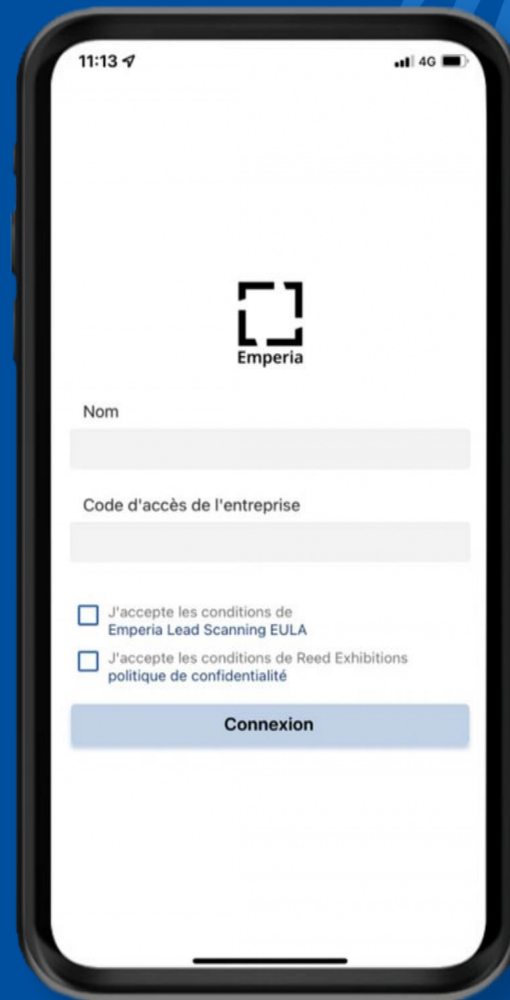 11:13
4G
Emperia
Nom
Code d'accès de l'entreprise
J'accepte les conditions de
Emperia Lead Scanning EULA
J'accepte les conditions de Reed Exhibitions
politique de confidentialité
Connexion